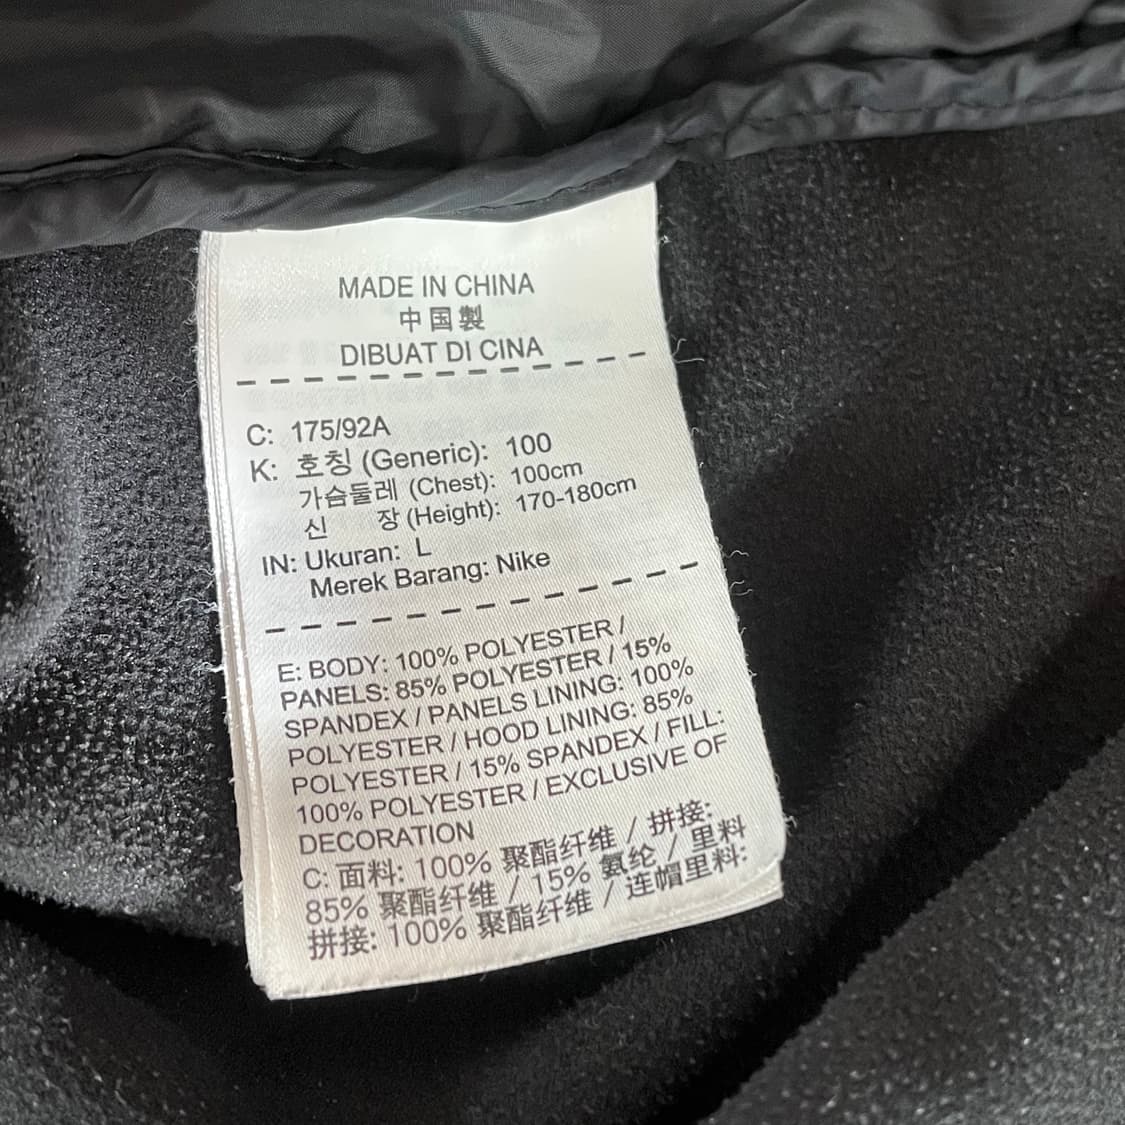 MADE IN CHINA
中国製
DIBUAT DI CINA
C: 175/92A
K: 호칭 (Generic): 100
가슴둘레 (Chest): 100cm
신 장 (Height): 170-180cm
IN: Ukuran: L
Merek Barang: Nike
E: BODY: 100% POLYESTER /
PANELS: 85% POLYESTER / 15%
SPANDEX / PANELS LINING: 100%
POLYESTER / HOOD LINING: 85%
POLYESTER / 15% SPANDEX / FILL:
100% POLYESTER / EXCLUSIVE OF
DECORATION
C: 面料: 100% 聚酯纤维 / 拼接:
85% 聚酯纤维 / 15% 氨纶 / 里料
拼接: 100% 聚酯纤维 / 连帽里料: